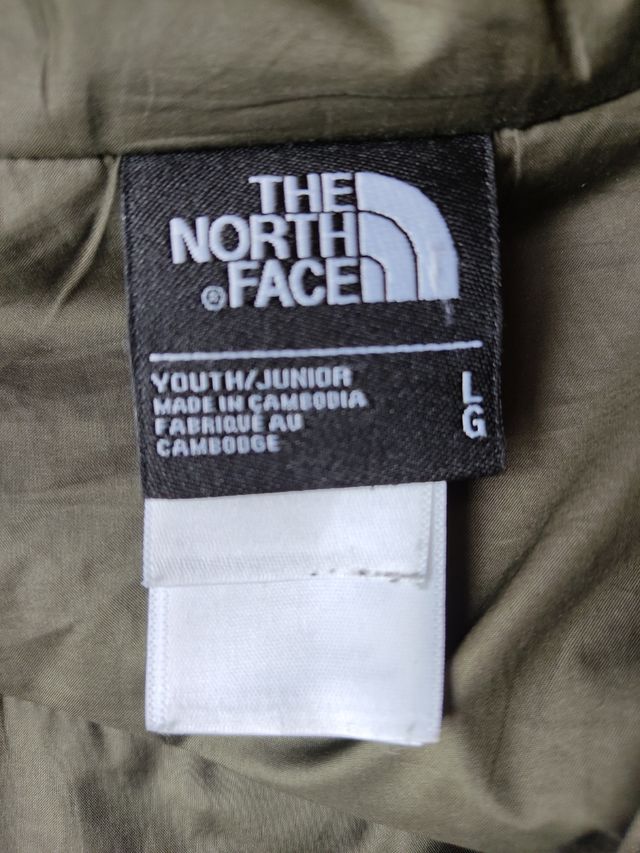 THE
NORTH
® FACE
YOUTH/JUNIOR
MADE IN CAMBODIA
FABRIQUÉ AU
CAMBODGE
L
G